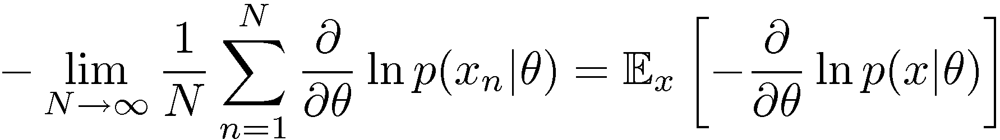 $$-\lim_{N \to \infty} \frac{1}{N} \sum_{n=1}^{N} \frac{\partial}{\partial \theta} \ln p(x_n|\theta) = \mathbb{E}_x \left[ -\frac{\partial}{\partial \theta} \ln p(x|\theta) \right]$$